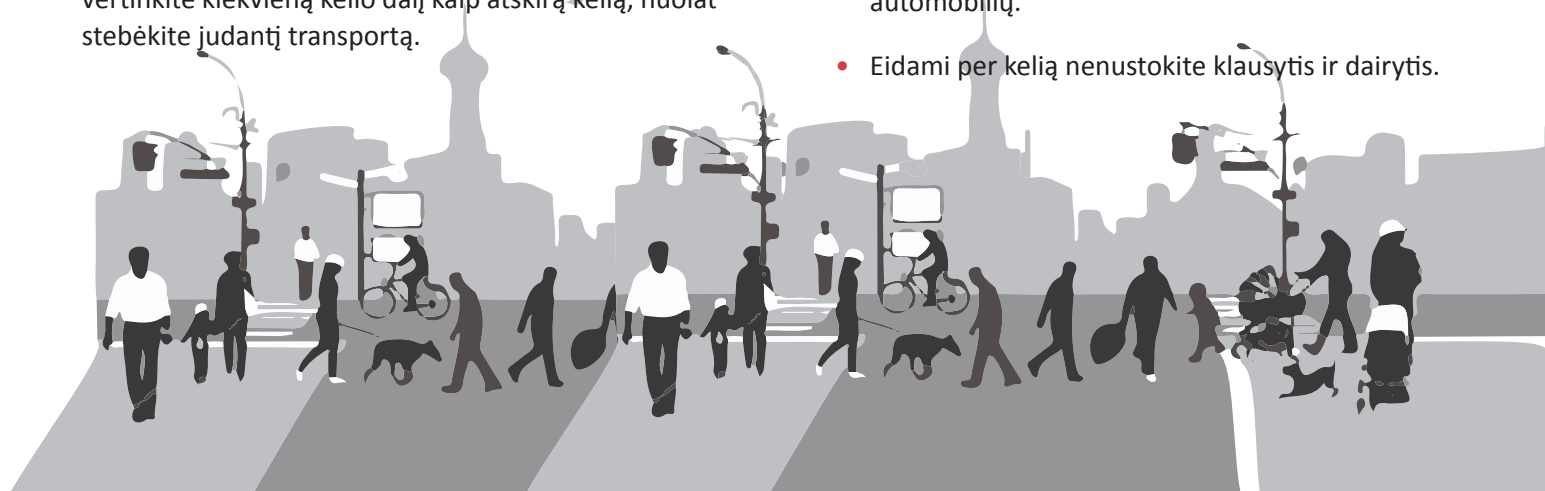 vertinkite kiekvieną kelio dalį kaip atskirą kelią, nuolat
stebėkite judantį transportą.
automobilių.
• Eidami per kelią nenustokite klausytis ir dairytis.